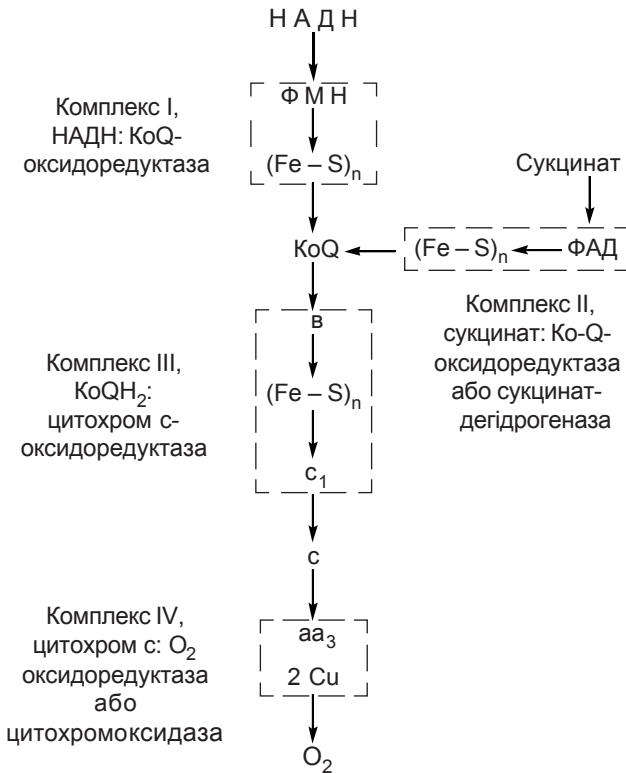 Н А Д Н
Комплекс I,
НАДН: КоQ-
оксидоредуктаза
Ф М Н
(Fe – S)n
Сукцинат
КоQ
(Fe – S)n
ФАД
Комплекс II,
сукцинат: Ко-Q-
оксидоредуктаза
або сукцинат-
дегідрогеназа
Комплекс III,
КоQH2:
цитохром с-
оксидоредуктаза
в
(Fe – S)n
c1
c
Комплекс IV,
цитохром с: O2
оксидоредуктаза
або
цитохромоксидаза
aa3
2 Cu
O2